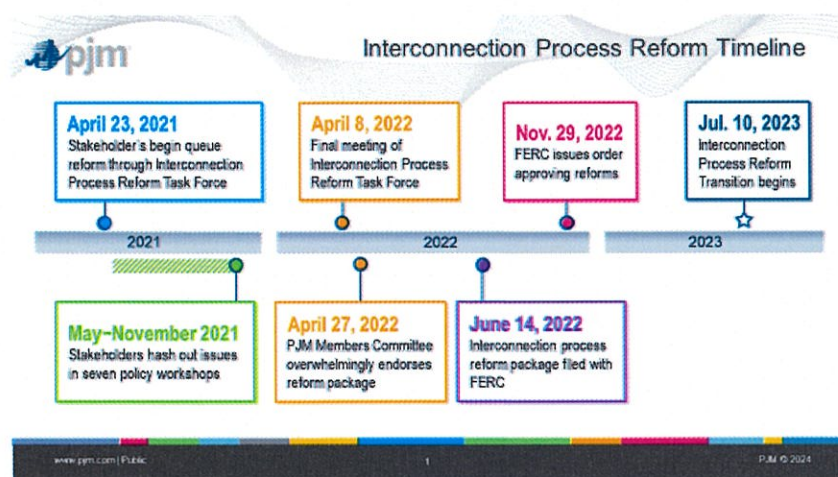 pjm
Interconnection Process Reform Timeline
April 23, 2021
Stakeholder's begin queue
reform through Interconnection
Process Reform Task Force
April 8, 2022
Final meeting of
Interconnection Process
Reform Task Force
Nov. 29, 2022
FERC issues order
approving reforms
Jul. 10, 2023
Interconnection
Process Reform
Transition begins
2021
2022
2023
May–November 2021
Stakeholders hash out issues
in seven policy workshops
April 27, 2022
PJM Members Committee
overwhelmingly endorses
reform package
June 14, 2022
Interconnection process
reform package filed with
FERC
www.pjm.com | Public
1
PJM © 2024